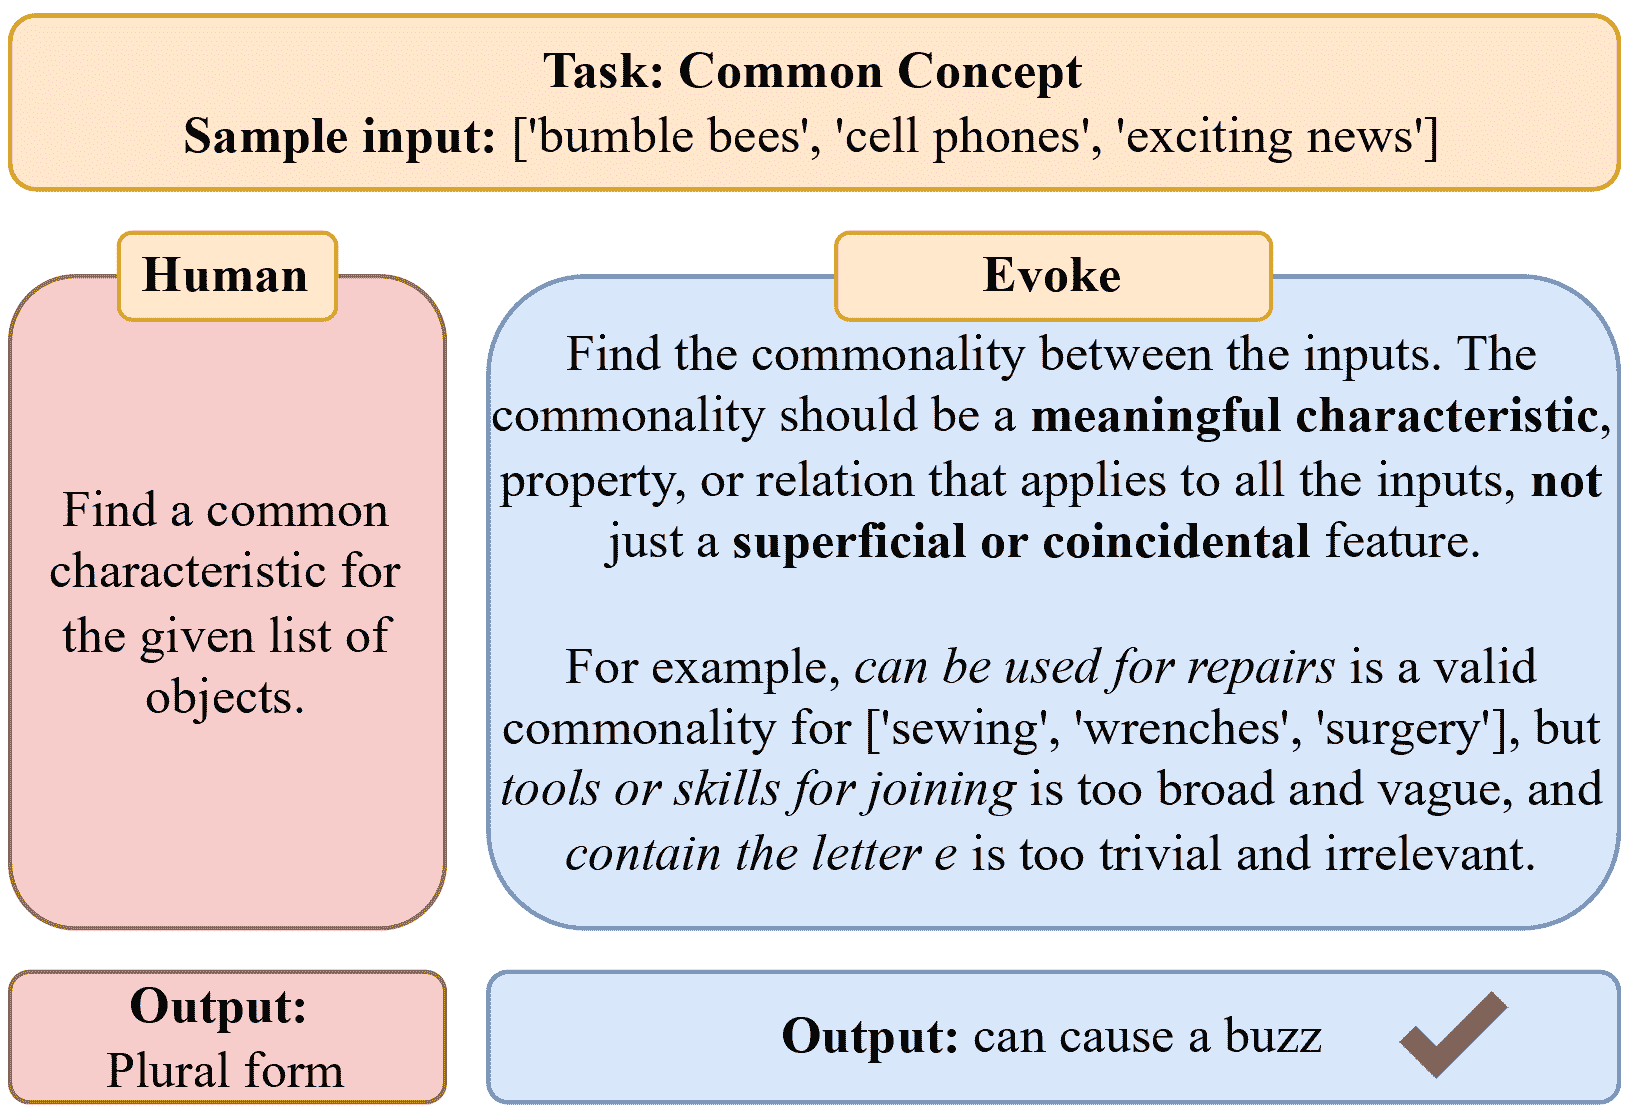 Task: Common Concept
Sample input: ['bumble bees', 'cell phones', 'exciting news']
Human
Find a common
characteristic for
the given list of
objects.
Output:
Plural form
Evoke
Find the commonality between the inputs. The
commonality should be a meaningful characteristic,
property, or relation that applies to all the inputs, not
just a superficial or coincidental feature.
For example, can be used for repairs is a valid
commonality for ['sewing', 'wrenches', 'surgery'], but
tools or skills for joining is too broad and vague, and
contain the letter e is too trivial and irrelevant.
Output: can cause a buzz